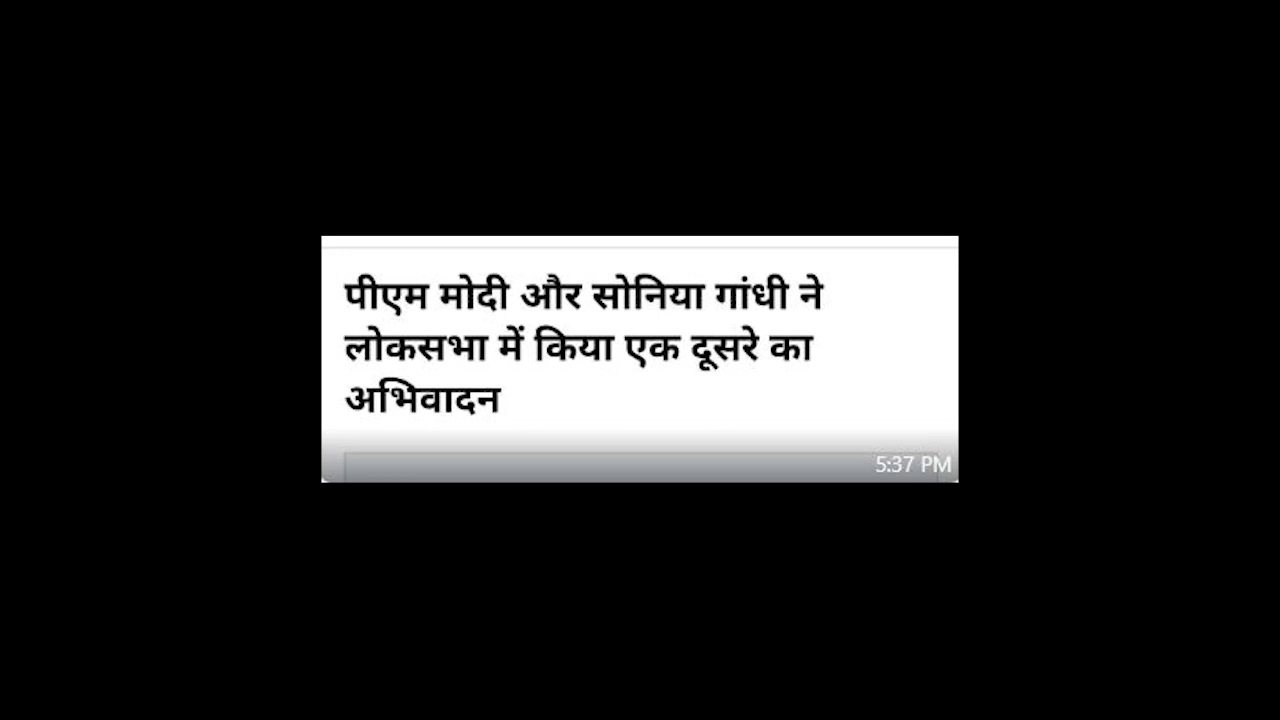 पीएम मोदी और सोनिया गांधी ने
लोकसभा में किया एक दूसरे का
अभिवादन
5:37 PM